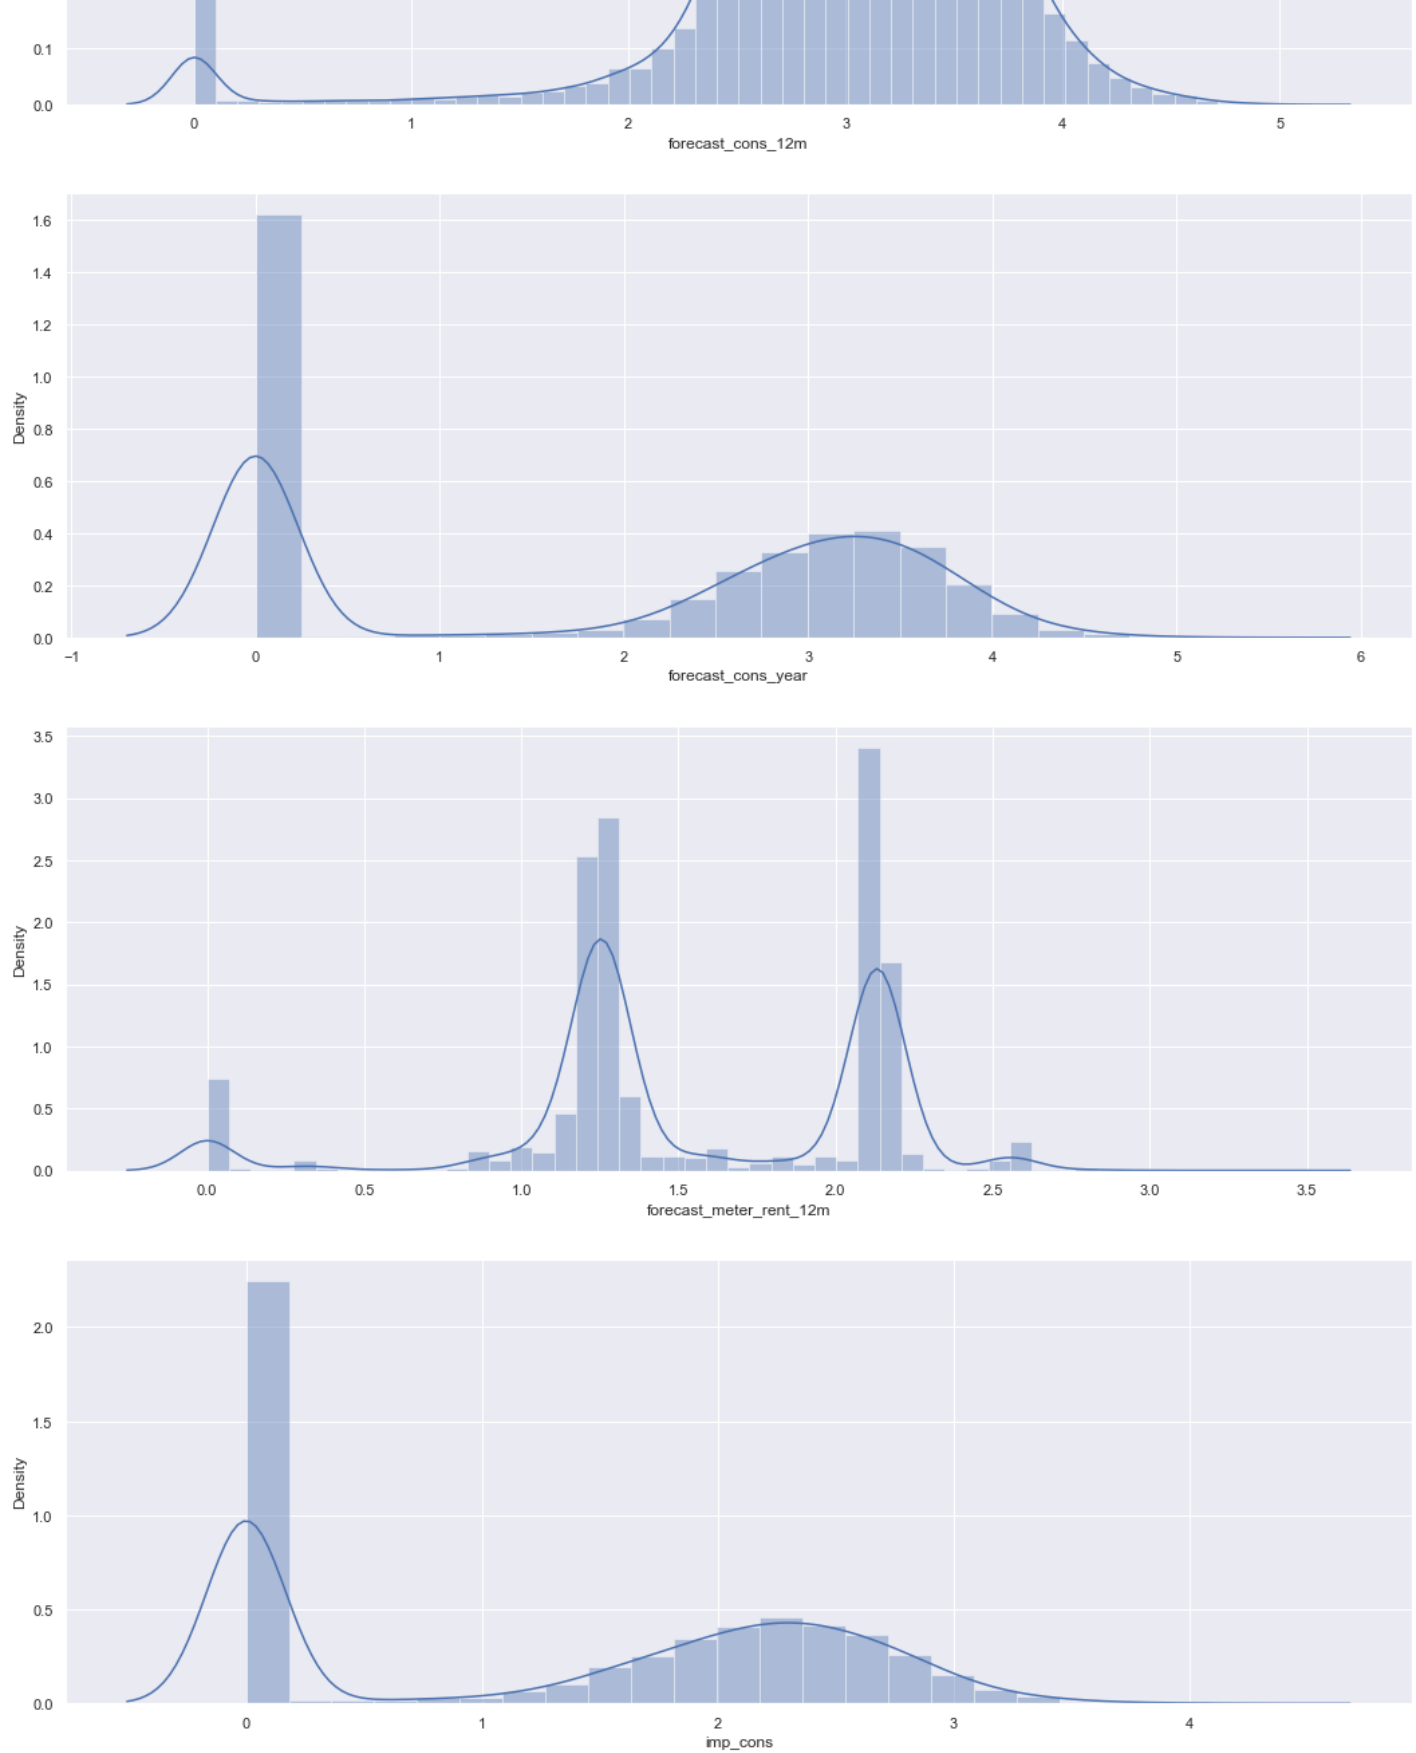 0.1
0.0
0 1 2 3 4 5
forecast_cons_12m
1.6
1.4
1.2
1.0
0.8
0.6
0.4
0.2
0.0
Density
−1 0 1 2 3 4 5 6
forecast_cons_year
3.5
3.0
2.5
2.0
1.5
1.0
0.5
0.0
Density
0.0 0.5 1.0 1.5 2.0 2.5 3.0 3.5
forecast_meter_rent_12m
2.0
1.5
1.0
0.5
0.0
Density
0 1 2 3 4
imp_cons